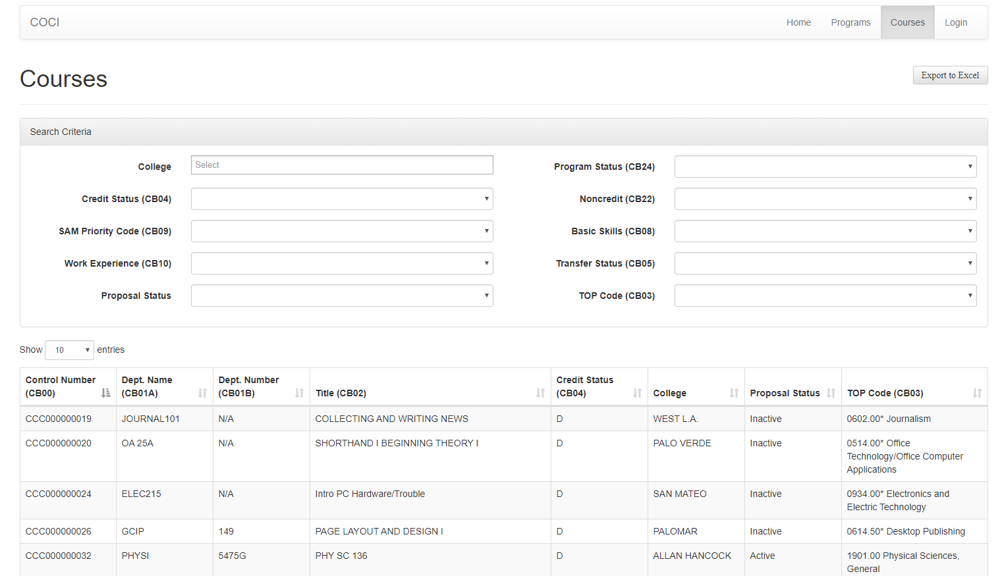 COCI Home Programs Courses Login
Courses
Export to Excel
Search Criteria
College Select Program Status (CB24)
Credit Status (CB04) Noncredit (CB22)
SAM Priority Code (CB09) Basic Skills (CB08)
Work Experience (CB10) Transfer Status (CB05)
Proposal Status TOP Code (CB03)
Show 10 entries
Control Number (CB00) Dept. Name (CB01A) Dept. Number (CB01B) Title (CB02) Credit Status (CB04) College Proposal Status TOP Code (CB03)
CCC000000019 JOURNAL101 N/A COLLECTING AND WRITING NEWS D WEST L.A. Inactive 0602.00* Journalism
CCC000000020 OA 25A N/A SHORTHAND I BEGINNING THEORY I D PALO VERDE Inactive 0514.00* Office
Technology/Office Computer
Applications
CCC000000024 ELEC215 N/A Intro PC Hardware/Trouble D SAN MATEO Inactive 0934.00* Electronics and
Electric Technology
CCC000000026 GCIP 149 PAGE LAYOUT AND DESIGN I D PALOMAR Inactive 0614.50* Desktop Publishing
CCC000000032 PHYSI 5475G PHY SC 136 D ALLAN HANCOCK Active 1901.00 Physical Sciences,
General